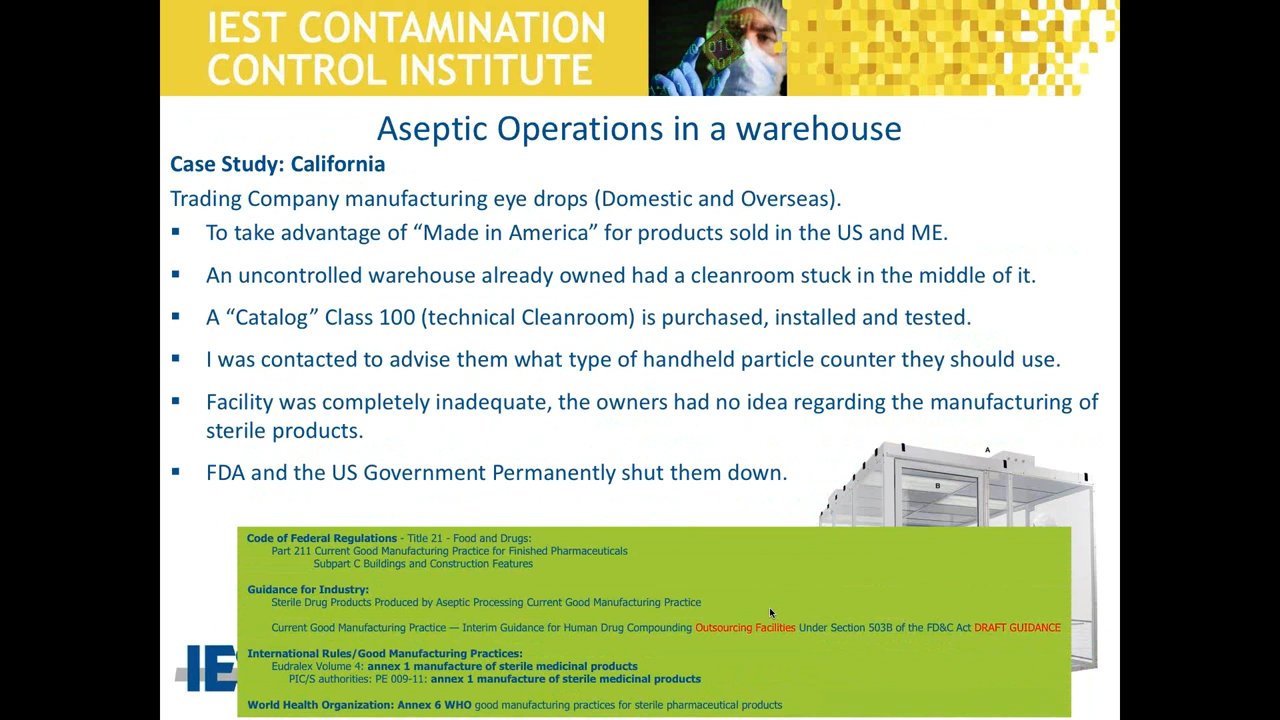 IEST CONTAMINATION
CONTROL INSTITUTE
Aseptic Operations in a warehouse
Case Study: California
Trading Company manufacturing eye drops (Domestic and Overseas).
▪ To take advantage of “Made in America” for products sold in the US and ME.
▪ An uncontrolled warehouse already owned had a cleanroom stuck in the middle of it.
▪ A “Catalog” Class 100 (technical Cleanroom) is purchased, installed and tested.
▪ I was contacted to advise them what type of handheld particle counter they should use.
▪ Facility was completely inadequate, the owners had no idea regarding the manufacturing of
sterile products.
▪ FDA and the US Government Permanently shut them down.
A
B
Code of Federal Regulations - Title 21 - Food and Drugs:
Part 211 Current Good Manufacturing Practice for Finished Pharmaceuticals
Subpart C Buildings and Construction Features
Guidance for Industry:
Sterile Drug Products Produced by Aseptic Processing Current Good Manufacturing Practice
Current Good Manufacturing Practice — Interim Guidance for Human Drug Compounding Outsourcing Facilities Under Section 503B of the FD&C Act DRAFT GUIDANCE
International Rules/Good Manufacturing Practices:
Eudralex Volume 4: annex 1 manufacture of sterile medicinal products
PIC/S authorities: PE 009-11: annex 1 manufacture of sterile medicinal products
World Health Organization: Annex 6 WHO good manufacturing practices for sterile pharmaceutical products